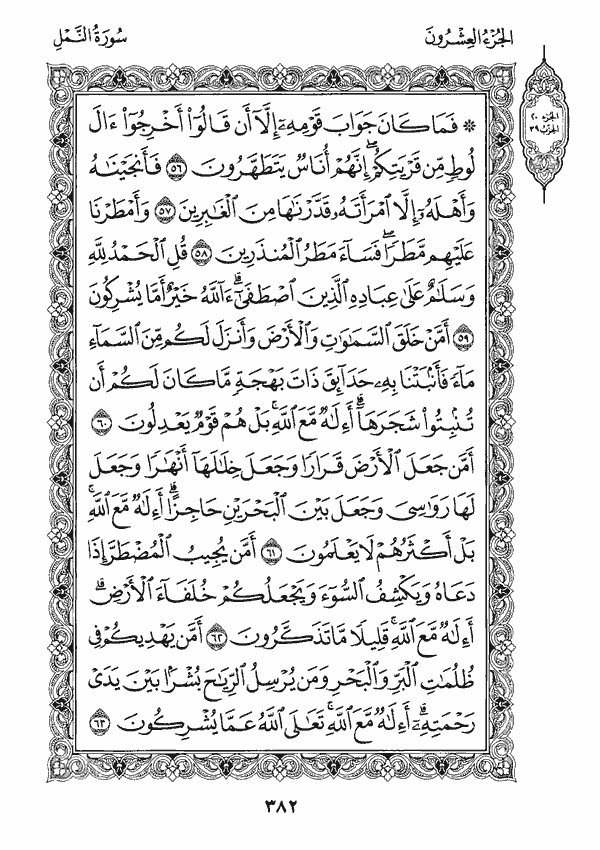 الجُزْءُ العِشْرُونَ
سُورَةُ النَّمْلِ
الجزء ٢٠
الحزب ٣٩
۞ فَمَا كَانَ جَوَابَ قَوْمِهِۦٓ إِلَّآ أَن قَالُوٓا۟ أَخْرِجُوٓا۟ ءَالَ
لُوطٍ مِّن قَرْيَتِكُمْ ۖ إِنَّهُمْ أُنَاسٌ يَتَطَهَّرُونَ ٥٦ فَأَنجَيْنَٰهُ
وَأَهْلَهُۥٓ إِلَّا ٱمْرَأَتَهُۥ قَدَّرْنَٰهَا مِنَ ٱلْغَٰبِرِينَ ٥٧ وَأَمْطَرْنَا
عَلَيْهِم مَّطَرًا ۖ فَسَآءَ مَطَرُ ٱلْمُنذَرِينَ ٥٨ قُلِ ٱلْحَمْدُ لِلَّهِ
وَسَلَٰمٌ عَلَىٰ عِبَادِهِ ٱلَّذِينَ ٱصْطَفَىٰٓ ۗ ءَآللَّهُ خَيْرٌ أَمَّا يُشْرِكُونَ
٥٩ أَمَّنْ خَلَقَ ٱلسَّمَٰوَٰتِ وَٱلْأَرْضَ وَأَنزَلَ لَكُم مِّنَ ٱلسَّمَآءِ
مَآءً فَأَنۢبَتْنَا بِهِۦ حَدَآئِقَ ذَاتَ بَهْجَةٍ مَّا كَانَ لَكُمْ أَن
تُنۢبِتُوا۟ شَجَرَهَآ ۗ أَءِلَٰهٌ مَّعَ ٱللَّهِ ۚ بَلْ هُمْ قَوْمٌ يَعْدِلُونَ ٦٠
أَمَّن جَعَلَ ٱلْأَرْضَ قَرَارًا وَجَعَلَ خِلَٰلَهَآ أَنْهَٰرًا وَجَعَلَ
لَهَا رَوَٰسِىَ وَجَعَلَ بَيْنَ ٱلْبَحْرَيْنِ حَاجِزًا ۗ أَءِلَٰهٌ مَّعَ ٱللَّهِ ۚ
بَلْ أَكْثَرُهُمْ لَا يَعْلَمُونَ ٦١ أَمَّن يُجِيبُ ٱلْمُضْطَرَّ إِذَا
دَعَاهُ وَيَكْشِفُ ٱلسُّوٓءَ وَيَجْعَلُكُمْ خُلَفَآءَ ٱلْأَرْضِ ۗ
أَءِلَٰهٌ مَّعَ ٱللَّهِ ۚ قَلِيلًا مَّا تَذَكَّرُونَ ٦٢ أَمَّن يَهْدِيكُمْ فِى
ظُلُمَٰتِ ٱلْبَرِّ وَٱلْبَحْرِ وَمَن يُرْسِلُ ٱلرِّيَٰحَ بُشْرًۢا بَيْنَ يَدَىْ
رَحْمَتِهِۦٓ ۗ أَءِلَٰهٌ مَّعَ ٱللَّهِ ۚ تَعَٰلَى ٱللَّهُ عَمَّا يُشْرِكُونَ ٦٣
٣٨٢